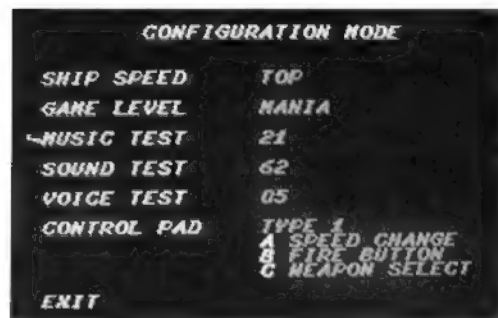 CONFIGURATION MODE
SHIP SPEED TOP
GAME LEVEL MANIA
MUSIC TEST 21
SOUND TEST 62
VOICE TEST 05
CONTROL PAD TYPE 1
A SPEED CHANGE
B FIRE BUTTON
C WEAPON SELECT
EXIT